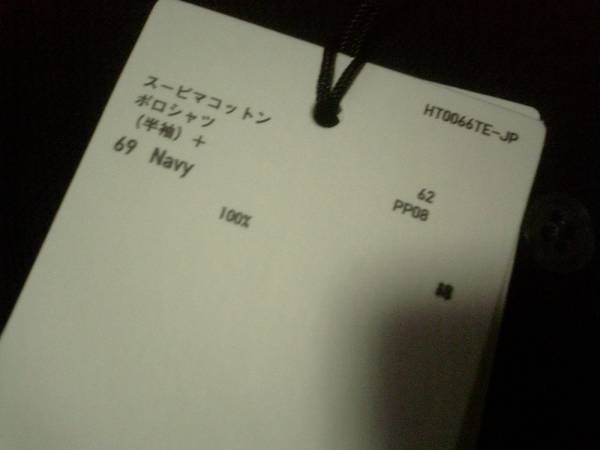 スーピマコットン
ポロシャツ
(半袖) +
69 Navy
HT0066TE-JP
62
PP08
100%
綿